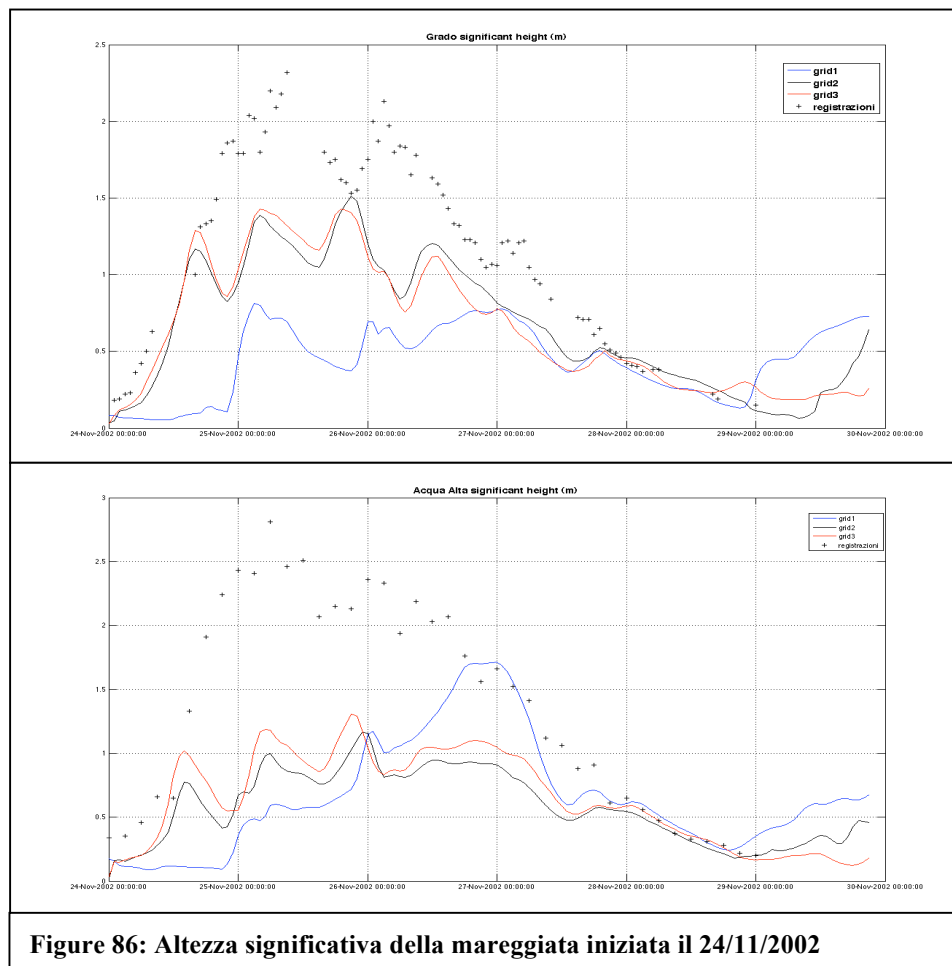 Grado significant height (m)
2.5
2
1.5
1
0.5
0
grid1
grid2
grid3
registrazioni
24-Nov-2002 00:00:00
25-Nov-2002 00:00:00
26-Nov-2002 00:00:00
27-Nov-2002 00:00:00
28-Nov-2002 00:00:00
29-Nov-2002 00:00:00
30-Nov-2002 00:00:00
Acqua Alta significant height (m)
3
2.5
2
1.5
1
0.5
0
grid1
grid2
grid3
registrazioni
24-Nov-2002 00:00:00
25-Nov-2002 00:00:00
26-Nov-2002 00:00:00
27-Nov-2002 00:00:00
28-Nov-2002 00:00:00
29-Nov-2002 00:00:00
30-Nov-2002 00:00:00
Figure 86: Altezza significativa della mareggiata iniziata il 24/11/2002